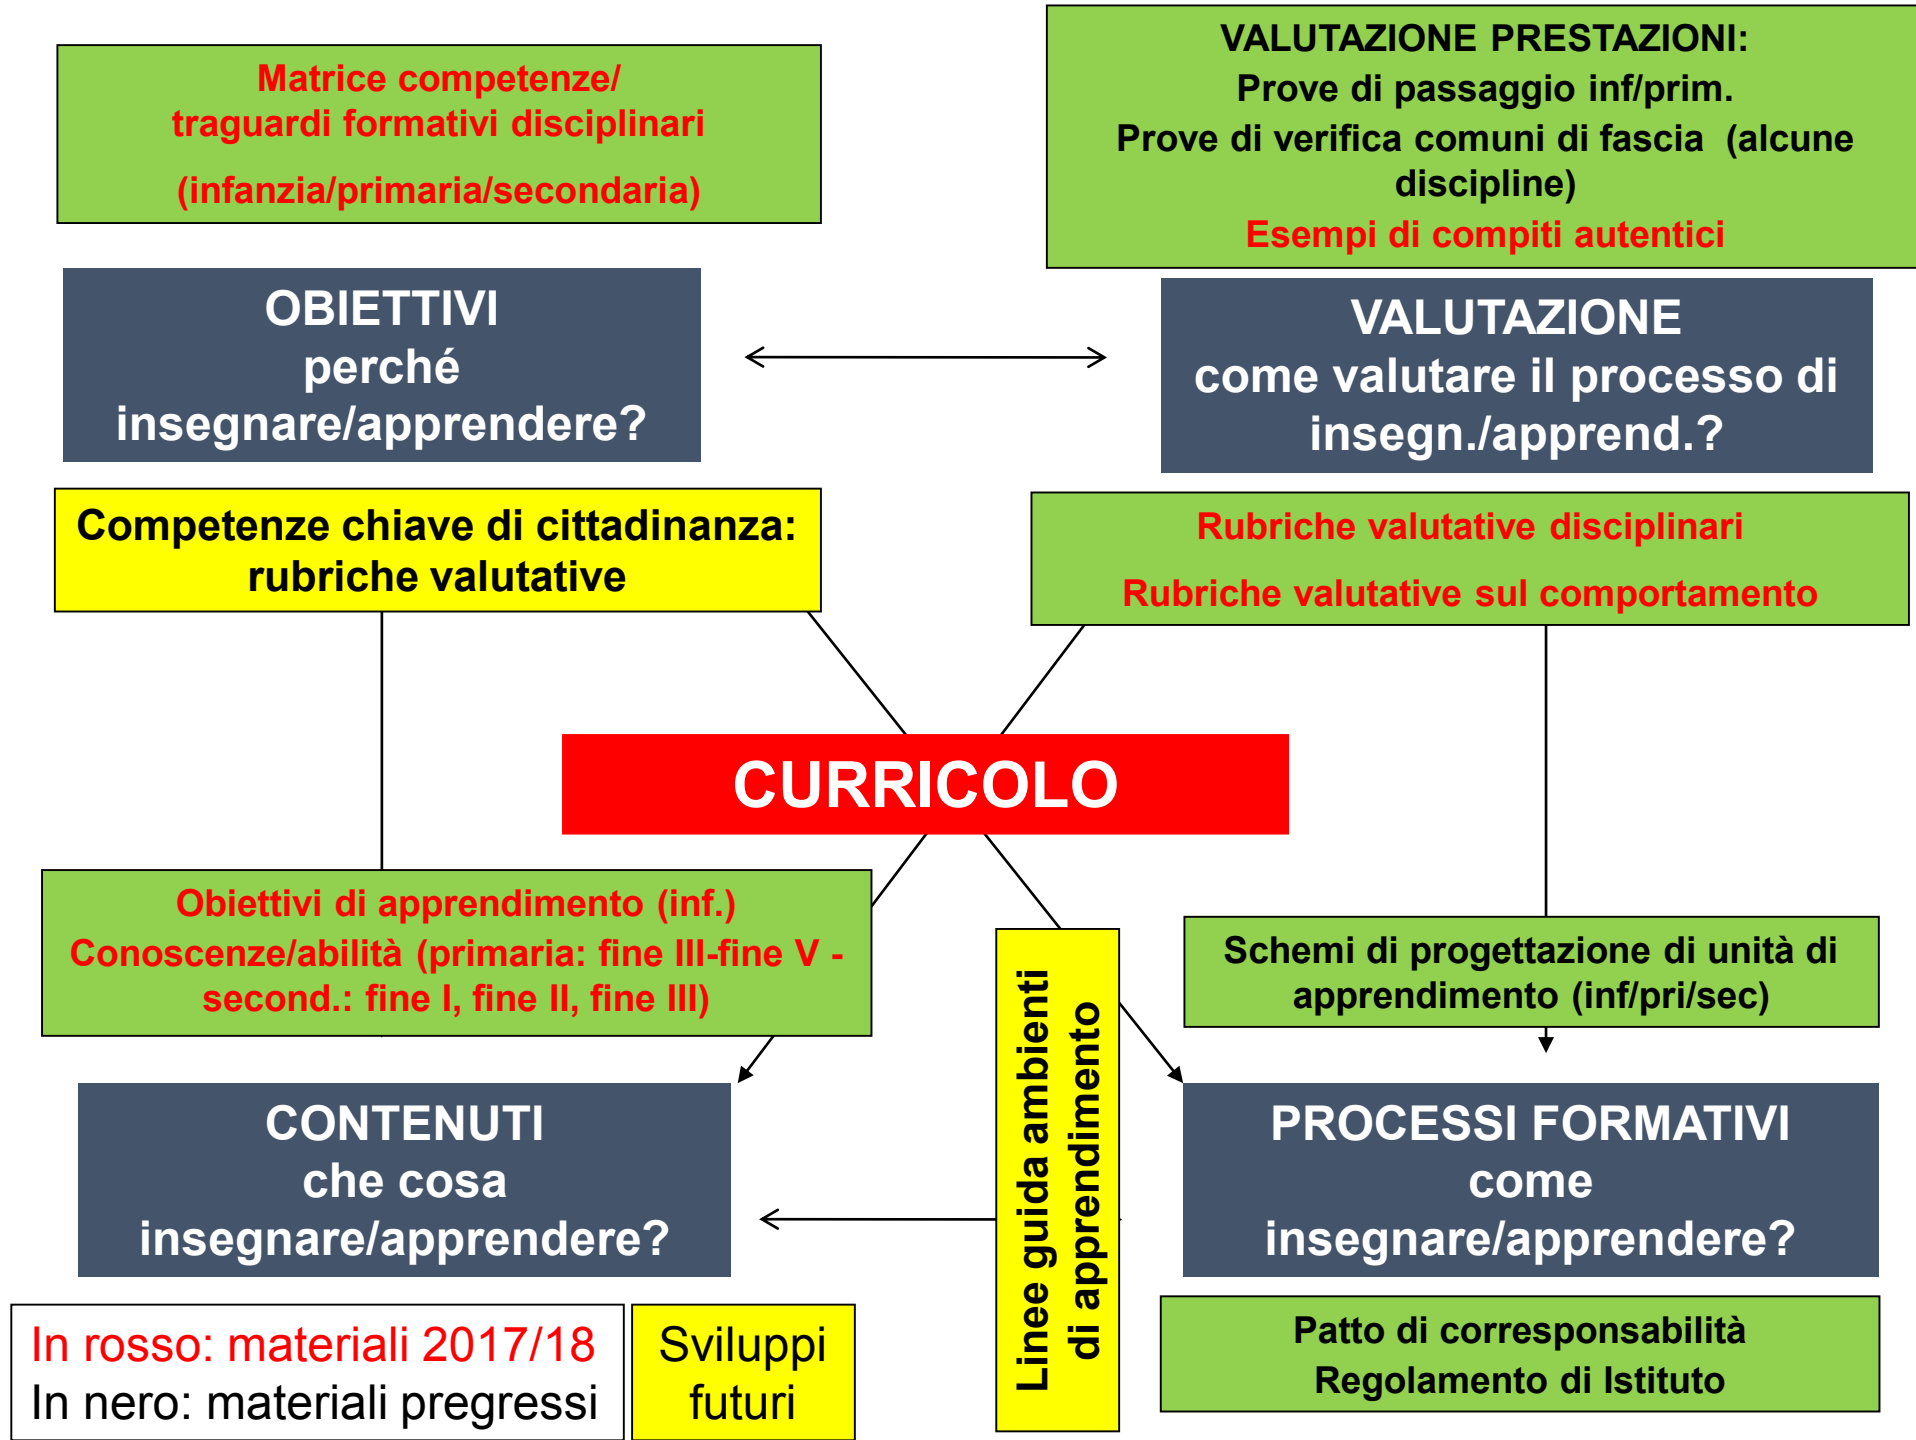 Matrice competenze/
traguardi formativi disciplinari
(infanzia/primaria/secondaria)
VALUTAZIONE PRESTAZIONI:
Prove di passaggio inf/prim.
Prove di verifica comuni di fascia (alcune
discipline)
Esempi di compiti autentici
OBIETTIVI
perché
insegnare/apprendere?
VALUTAZIONE
come valutare il processo di
insegn./apprend.?
Competenze chiave di cittadinanza:
rubriche valutative
Rubriche valutative disciplinari
Rubriche valutative sul comportamento
CURRICOLO
Obiettivi di apprendimento (inf.)
Conoscenze/abilità (primaria: fine III-fine V -
second.: fine I, fine II, fine III)
Linee guida ambienti
di apprendimento
Schemi di progettazione di unità di
apprendimento (inf/pri/sec)
CONTENUTI
che cosa
insegnare/apprendere?
PROCESSI FORMATIVI
come
insegnare/apprendere?
In rosso: materiali 2017/18
In nero: materiali pregressi
Sviluppi
futuri
Patto di corresponsabilità
Regolamento di Istituto